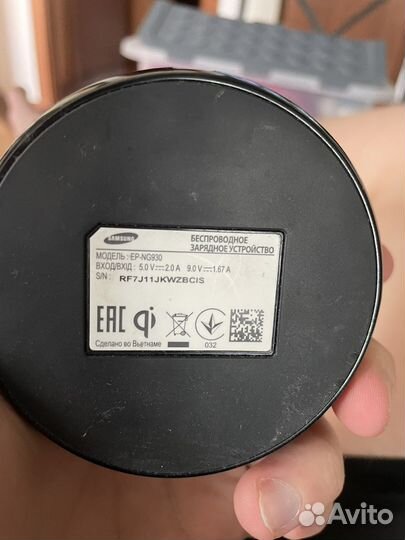 SAMSUNG
БЕСПРОВОДНОЕ
ЗАРЯДНОЕ УСТРОЙСТВО
МОДЕЛЬ : EP-NG930
ВХОД/ВХІД : 5.0 V⎓2.0 A 9.0 V⎓1.67 A
S/N : RF7J11JKWZBCIS
EAC qi 032
Сделано во Вьетнаме
Avito